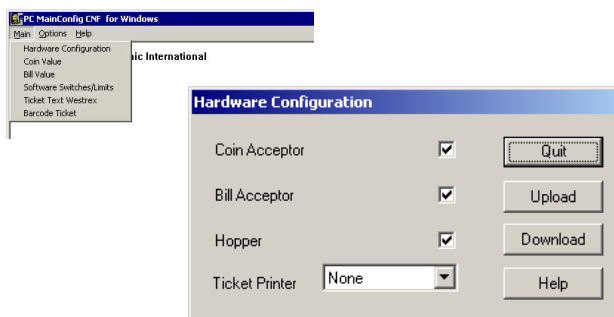 PC MainConfig CNF for Windows
Main Options Help
Hardware Configuration
Coin Value
Bill Value
Software Switches/Limits
Ticket Text Westrex
Barcode Ticket
International
Hardware Configuration
Coin Acceptor
Quit
Bill Acceptor
Upload
Hopper
Download
Ticket Printer None
Help